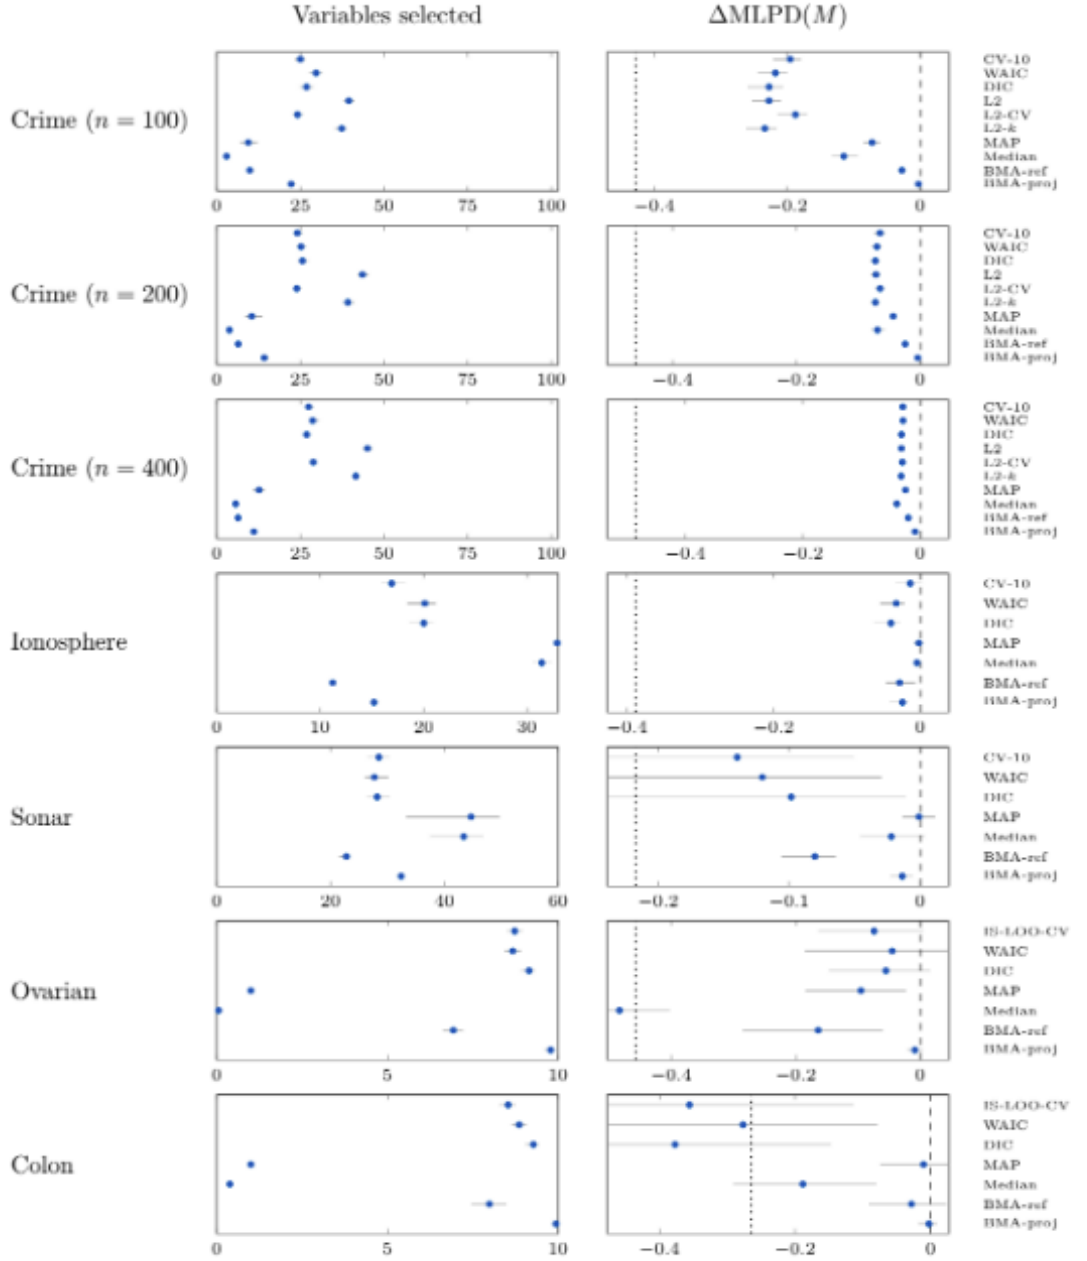 Variables selected ΔMLPD(M)
Crime (n = 100)
CV-10
WAIC
DIC
L2
L2-CV
L2-k
MAP
Median
BMA-ref
BMA-proj
0 25 50 75 100 −0.4 −0.2 0
Crime (n = 200)
CV-10
WAIC
DIC
L2
L2-CV
L2-k
MAP
Median
BMA-ref
BMA-proj
0 25 50 75 100 −0.4 −0.2 0
Crime (n = 400)
CV-10
WAIC
DIC
L2
L2-CV
L2-k
MAP
Median
BMA-ref
BMA-proj
0 25 50 75 100 −0.4 −0.2 0
Ionosphere
CV-10
WAIC
DIC
MAP
Median
BMA-ref
BMA-proj
0 10 20 30 −0.4 −0.2 0
Sonar
CV-10
WAIC
DIC
MAP
Median
BMA-ref
BMA-proj
0 20 40 60 −0.2 −0.1 0
Ovarian
IS-LOO-CV
WAIC
DIC
MAP
Median
BMA-ref
BMA-proj
0 5 10 −0.4 −0.2 0
Colon
IS-LOO-CV
WAIC
DIC
MAP
Median
BMA-ref
BMA-proj
0 5 10 −0.4 −0.2 0